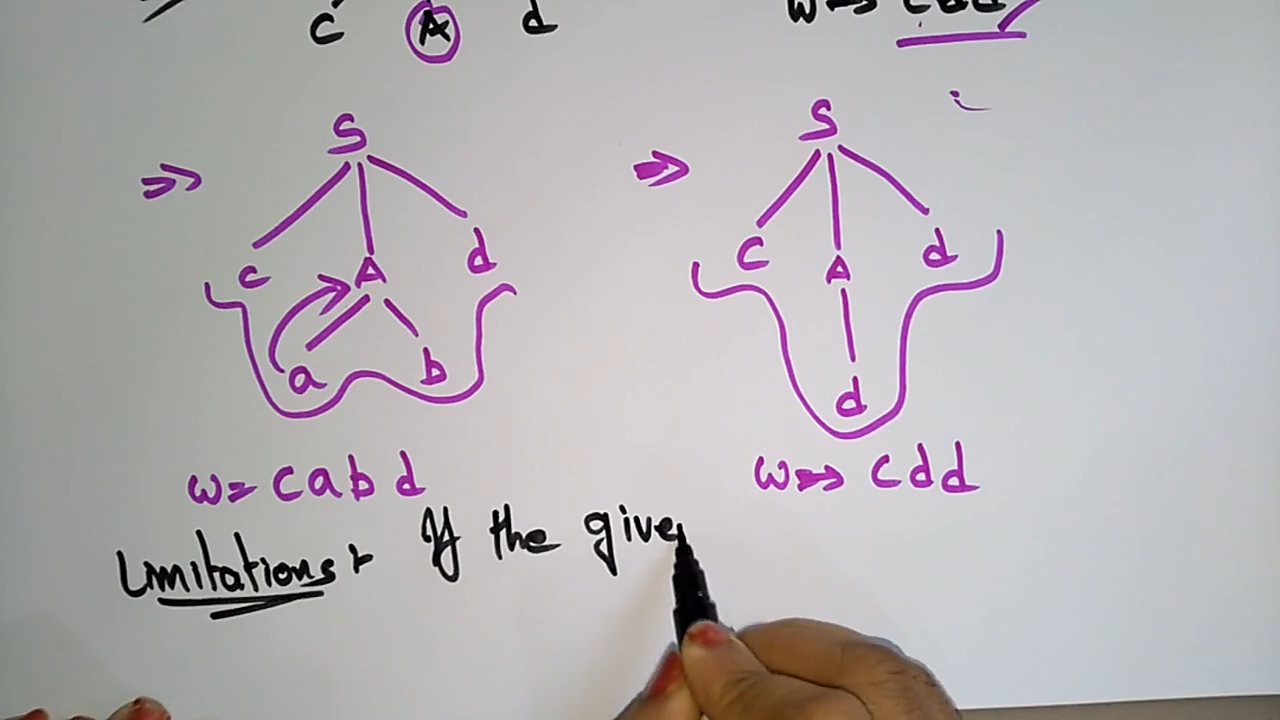 c A d
w ⇒ cdd
S
S
c A d
c A d
a b
d
w = cabd
w ⇒ cdd
Limitations: If the give